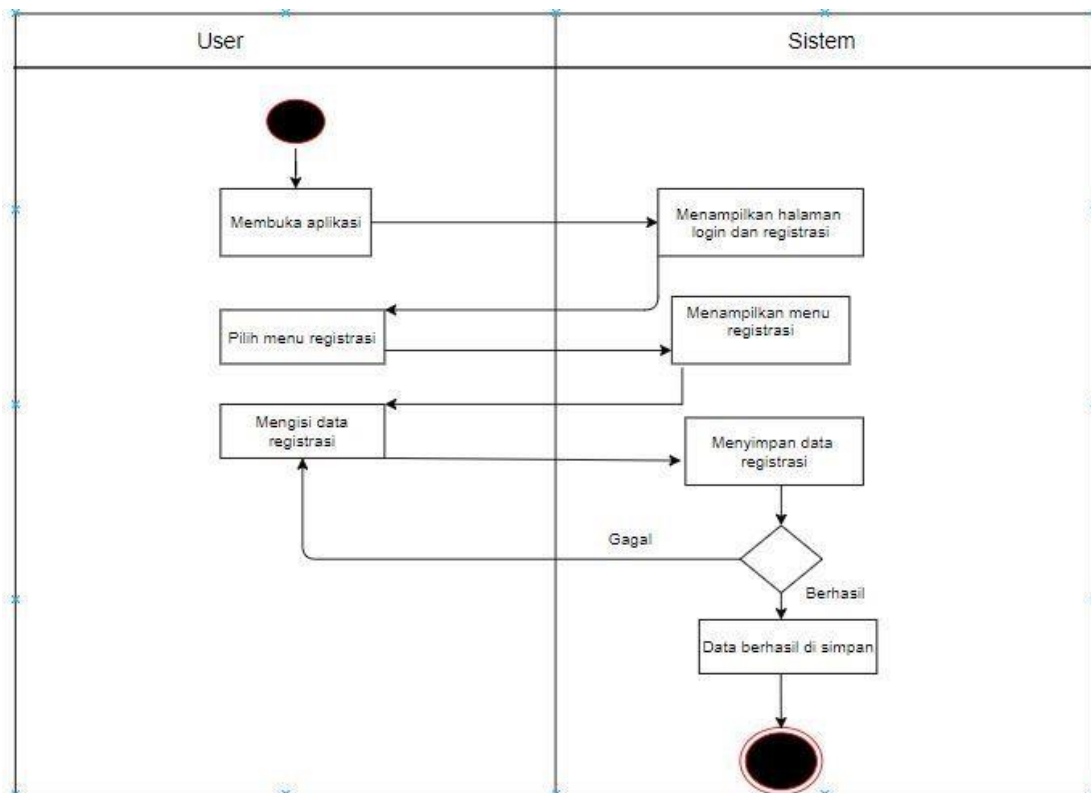 User
Sistem
Membuka aplikasi
Menampilkan halaman
login dan registrasi
Pilih menu registrasi
Menampilkan menu
registrasi
Mengisi data
registrasi
Menyimpan data
registrasi
Gagal
Berhasil
Data berhasil di simpan